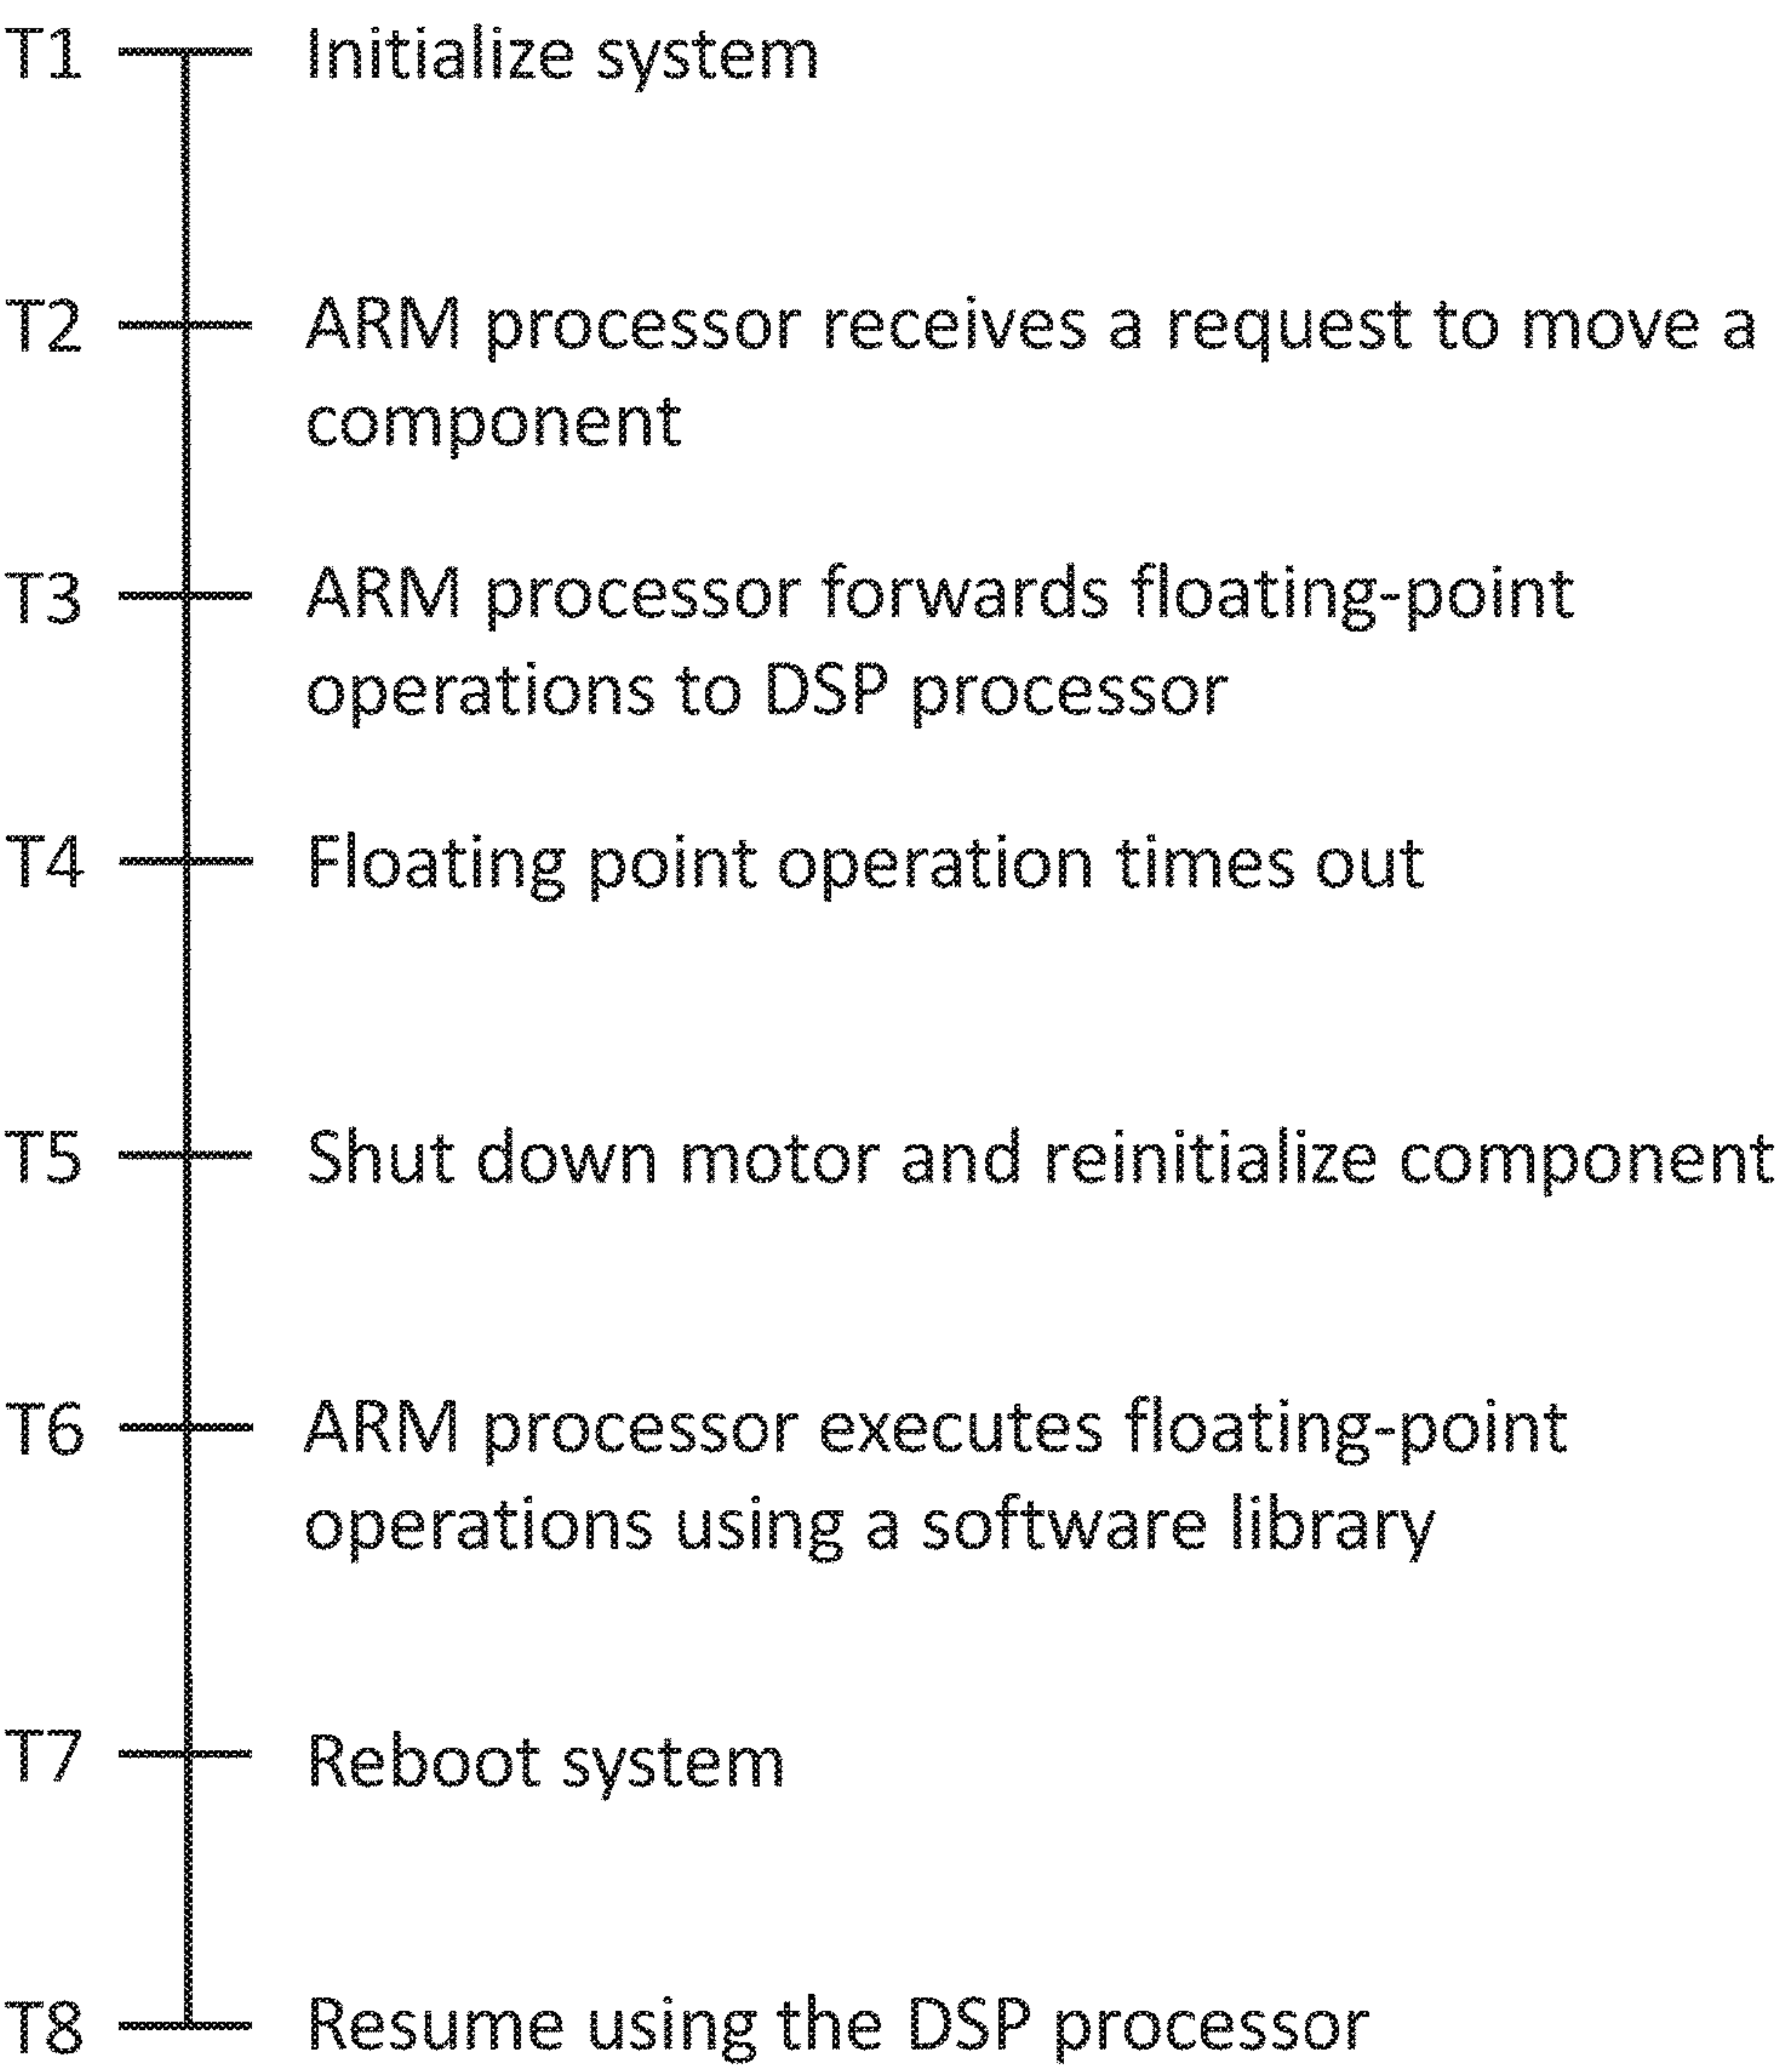 T1 Initialize system
T2 ARM processor receives a request to move a
component
T3 ARM processor forwards floating-point
operations to DSP processor
T4 Floating point operation times out
T5 Shut down motor and reinitialize component
T6 ARM processor executes floating-point
operations using a software library
T7 Reboot system
T8 Resume using the DSP processor